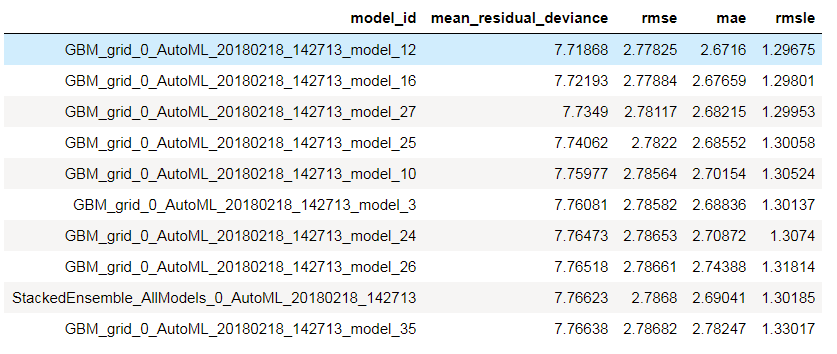 model_id mean_residual_deviance rmse mae rmsle
GBM_grid_0_AutoML_20180218_142713_model_12 7.71868 2.77825 2.6716 1.29675
GBM_grid_0_AutoML_20180218_142713_model_16 7.72193 2.77884 2.67659 1.29801
GBM_grid_0_AutoML_20180218_142713_model_27 7.7349 2.78117 2.68215 1.29953
GBM_grid_0_AutoML_20180218_142713_model_25 7.74062 2.7822 2.68552 1.30058
GBM_grid_0_AutoML_20180218_142713_model_10 7.75977 2.78564 2.70154 1.30524
GBM_grid_0_AutoML_20180218_142713_model_3 7.76081 2.78582 2.68836 1.30137
GBM_grid_0_AutoML_20180218_142713_model_24 7.76473 2.78653 2.70872 1.3074
GBM_grid_0_AutoML_20180218_142713_model_26 7.76518 2.78661 2.74388 1.31814
StackedEnsemble_AllModels_0_AutoML_20180218_142713 7.76623 2.7868 2.69041 1.30185
GBM_grid_0_AutoML_20180218_142713_model_35 7.76638 2.78682 2.78247 1.33017